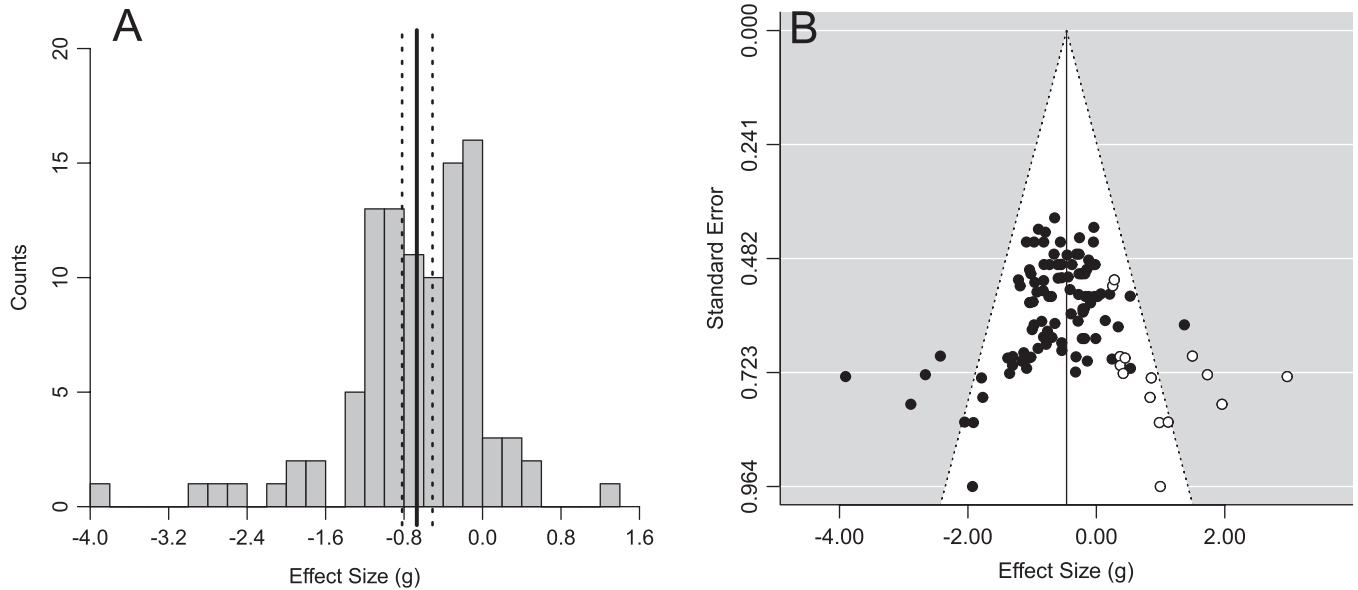 A
20
15
10
5
0
Counts
-4.0 -3.2 -2.4 -1.6 -0.8 0.0 0.8 1.6
Effect Size (g)
B
0.000
0.241
0.482
0.723
0.964
Standard Error
-4.00 -2.00 0.00 2.00
Effect Size (g)